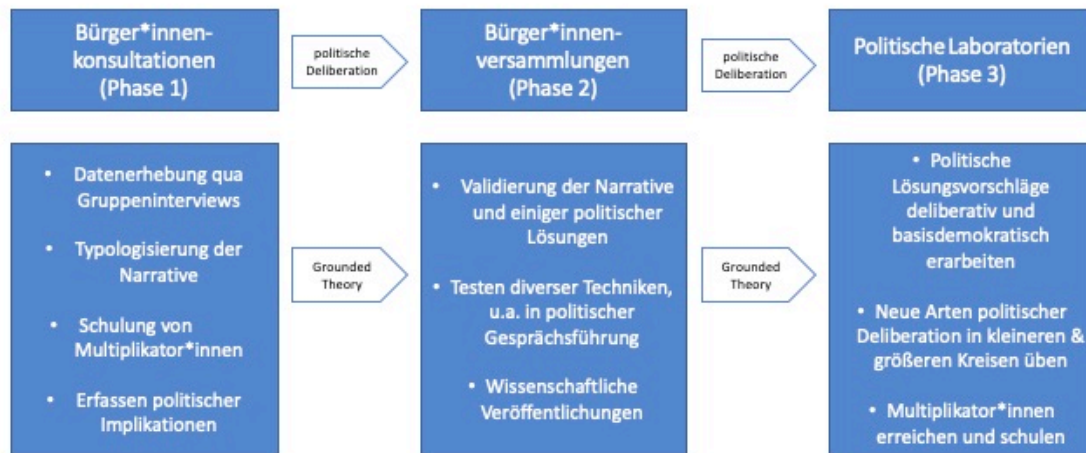 Bürger*innen-
konsultationen
(Phase 1)
politische
Deliberation
Bürger*innen-
versammlungen
(Phase 2)
politische
Deliberation
Politische Laboratorien
(Phase 3)
• Datenerhebung qua
Gruppeninterviews
• Typologisierung der
Narrative
• Schulung von
Multiplikator*innen
• Erfassen politischer
Implikationen
Grounded
Theory
• Validierung der Narrative
und einiger politischer
Lösungen
• Testen diverser Techniken,
u.a. in politischer
Gesprächsführung
• Wissenschaftliche
Veröffentlichungen
Grounded
Theory
• Politische
Lösungsvorschläge
deliberativ und
basisdemokratisch
erarbeiten
• Neue Arten politischer
Deliberation in kleineren &
größeren Kreisen üben
• Multiplikator*innen
erreichen und schulen